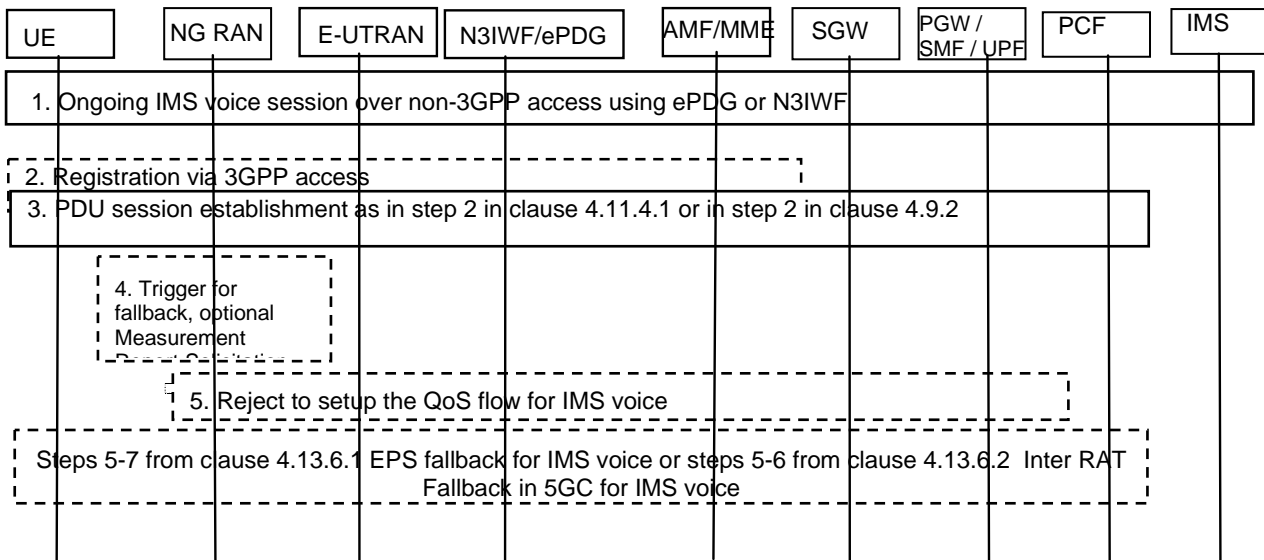 UE
NG RAN
E-UTRAN
N3IWF/ePDG
AMF/MME
SGW
PGW /
SMF / UPF
PCF
IMS
1. Ongoing IMS voice session over non-3GPP access using ePDG or N3IWF
2. Registration via 3GPP access
3. PDU session establishment as in step 2 in clause 4.11.4.1 or in step 2 in clause 4.9.2
4. Trigger for
fallback, optional
Measurement
5. Reject to setup the QoS flow for IMS voice
Steps 5-7 from clause 4.13.6.1 EPS fallback for IMS voice or steps 5-6 from clause 4.13.6.2 Inter RAT
Fallback in 5GC for IMS voice